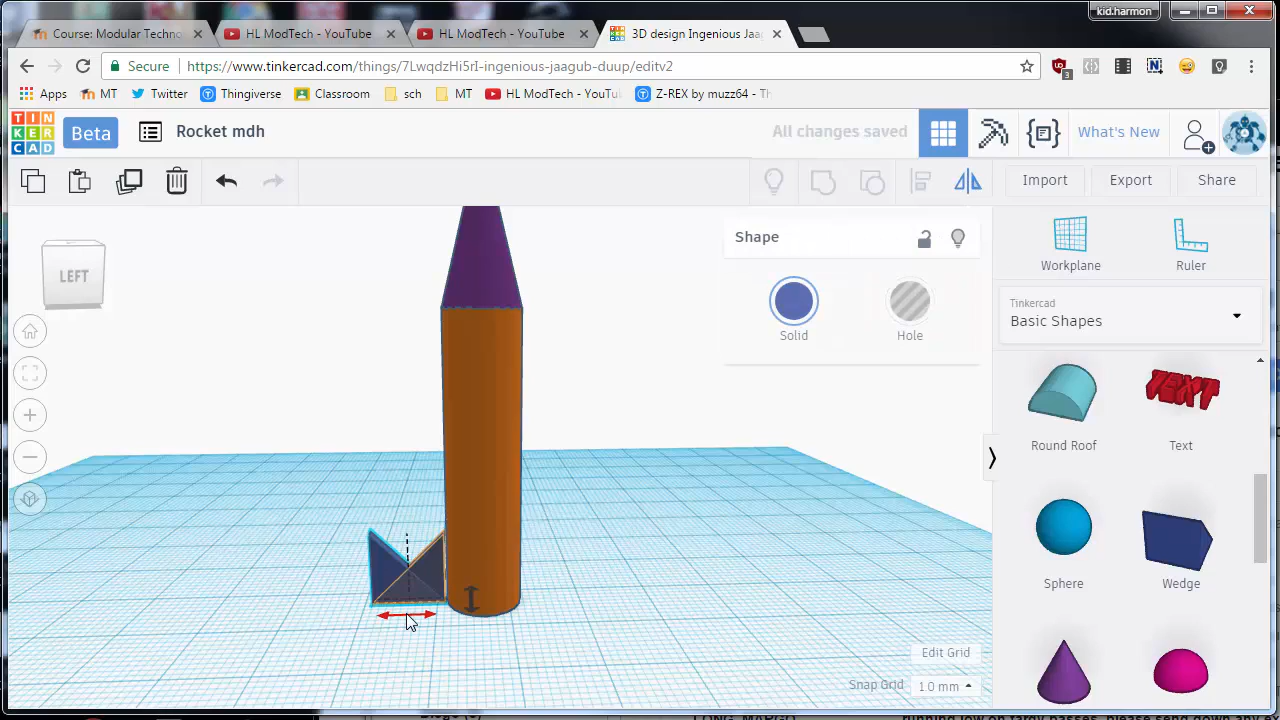 kid.harmon
Course: Modular Techno
HL ModTech - YouTube
HL ModTech - YouTube
3D design Ingenious Jaa
Secure
https://www.tinkercad.com/things/7LwqdzHi5rI-ingenious-jaagub-duup/editv2
3
Apps
MT
Twitter
Thingiverse
Classroom
sch
MT
HL ModTech - YouTu
Z-REX by muzz64 - Th
TIN
KER
CAD
Beta
Rocket mdh
All changes saved
What's New
Import
Export
Share
LEFT
Shape
Solid
Hole
Workplane
Ruler
Tinkercad
Basic Shapes
Round Roof
TEXT
Text
Sphere
Wedge
Edit Grid
Snap Grid
1.0 mm